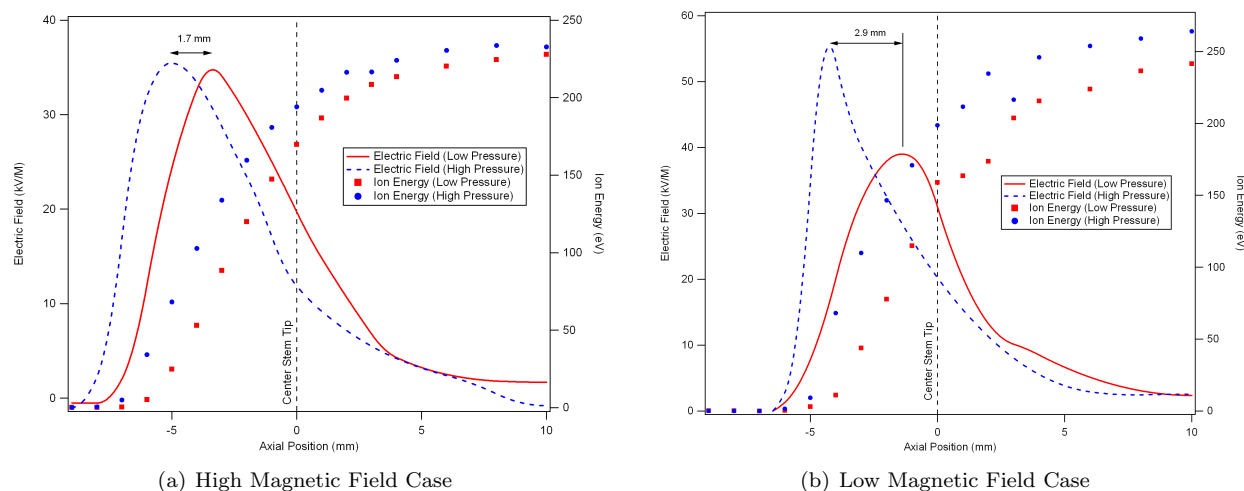 40
30
20
10
0
Electric Field (kV/M)
250
200
150
100
50
0
Ion Energy (eV)
-5
0
5
10
Axial Position (mm)
1.7 mm
Center Stem Tip
Electric Field (Low Pressure)
Electric Field (High Pressure)
Ion Energy (Low Pressure)
Ion Energy (High Pressure)
(a) High Magnetic Field Case
60
50
40
30
20
10
0
Electric Field (kV/M)
250
200
150
100
50
0
Ion Energy (eV)
-5
0
5
10
Axial Position (mm)
2.9 mm
Center Stem Tip
Electric Field (Low Pressure)
Electric Field (High Pressure)
Ion Energy (Low Pressure)
Ion Energy (High Pressure)
(b) Low Magnetic Field Case